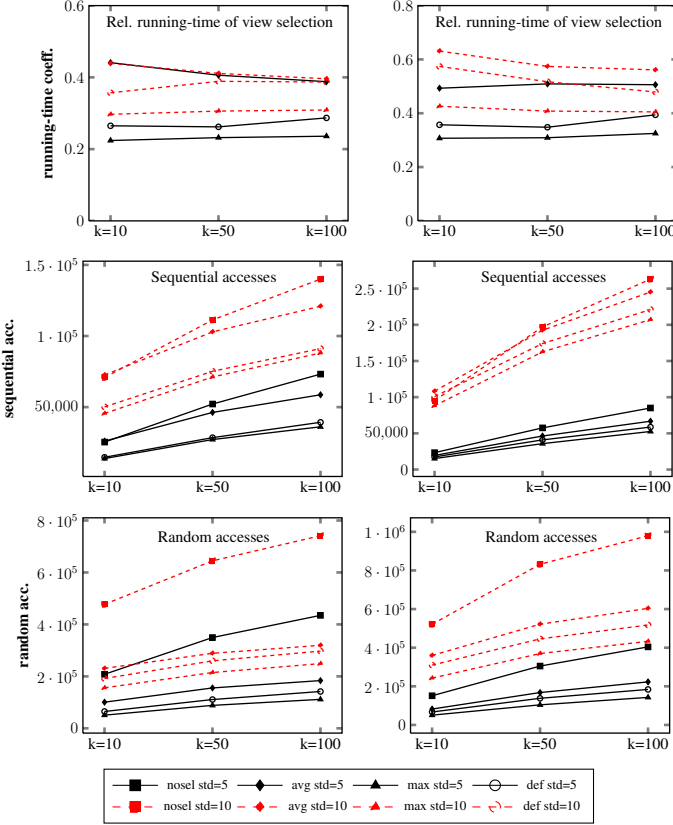 Rel. running-time of view selection
Rel. running-time of view selection
running-time coeff.
0.6
0.4
0.2
0
k=10 k=50 k=100
0.8
0.6
0.4
0.2
0
k=10 k=50 k=100
Sequential accesses
Sequential accesses
sequential acc.
1.5 · 10^5
1 · 10^5
50,000
k=10 k=50 k=100
2.5 · 10^5
2 · 10^5
1 · 10^5
1 · 10^5
50,000
0
k=10 k=50 k=100
Random accesses
Random accesses
random acc.
8 · 10^5
6 · 10^5
4 · 10^5
2 · 10^5
0
k=10 k=50 k=100
1 · 10^6
8 · 10^5
6 · 10^5
4 · 10^5
2 · 10^5
0
k=10 k=50 k=100
nosel std=5 avg std=5 max std=5 def std=5
nosel std=10 avg std=10 max std=10 def std=10